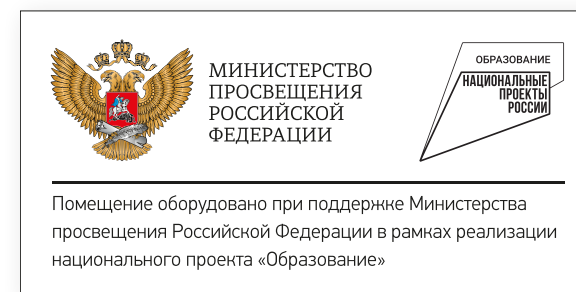 МИНИСТЕРСТВО
ПРОСВЕЩЕНИЯ
РОССИЙСКОЙ
ФЕДЕРАЦИИ
ОБРАЗОВАНИЕ
НАЦИОНАЛЬНЫЕ
ПРОЕКТЫ
РОССИИ
Помещение оборудовано при поддержке Министерства
просвещения Российской Федерации в рамках реализации
национального проекта «Образование»